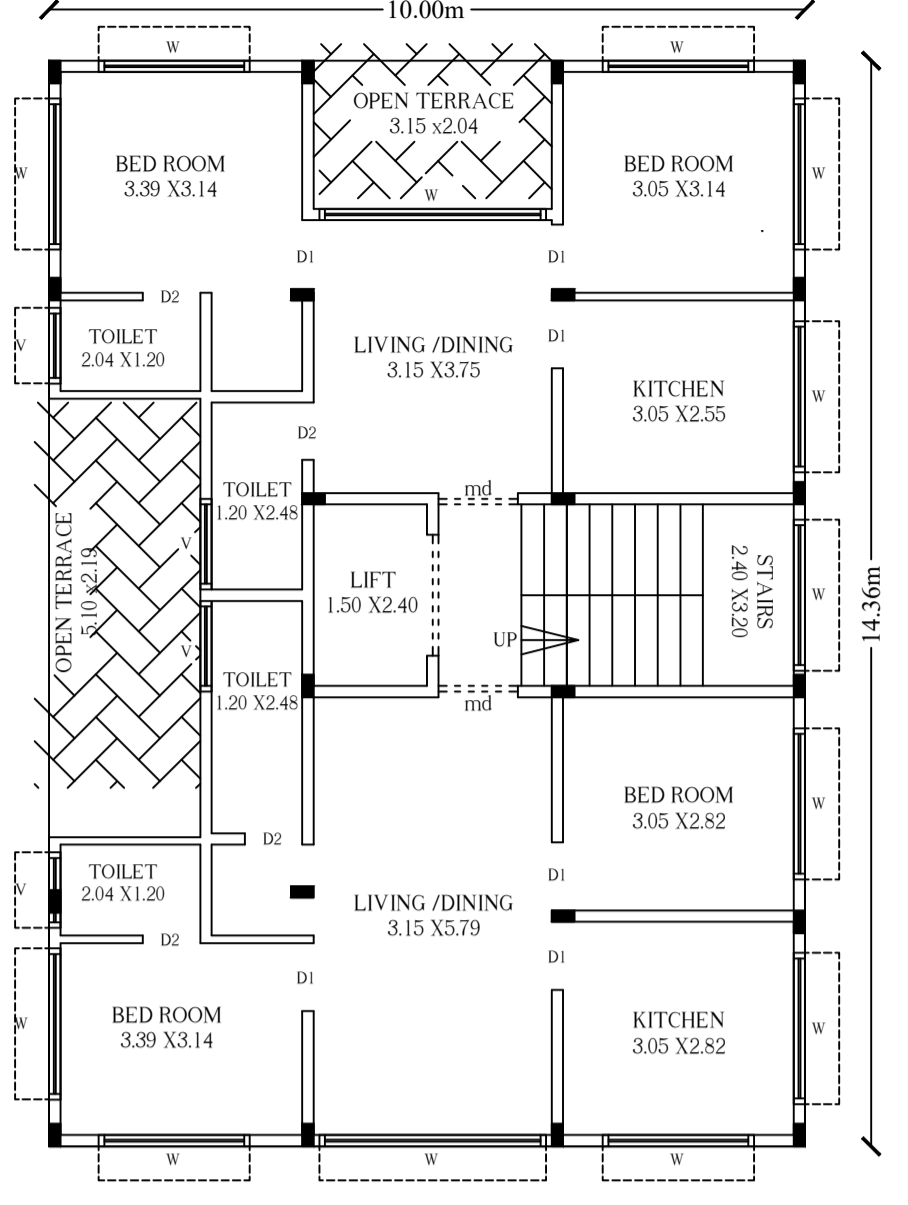 10.00m
W
W
OPEN TERRACE
3.15 x2.04
BED ROOM
3.39 X3.14
BED ROOM
3.05 X3.14
W
W
W
D1
D1
D2
D1
TOILET
2.04 X1.20
V
LIVING /DINING
3.15 X3.75
KITCHEN
3.05 X2.55
W
D2
TOILET
1.20 X2.48
md
OPEN TERRACE
5.10 x2.19
V
LIFT
1.50 X2.40
STAIRS
2.40 X3.20
W
14.36m
UP
V
TOILET
1.20 X2.48
md
BED ROOM
3.05 X2.82
W
D2
TOILET
2.04 X1.20
V
D1
LIVING /DINING
3.15 X5.79
D2
D1
D1
BED ROOM
3.39 X3.14
W
KITCHEN
3.05 X2.82
W
W
W
W